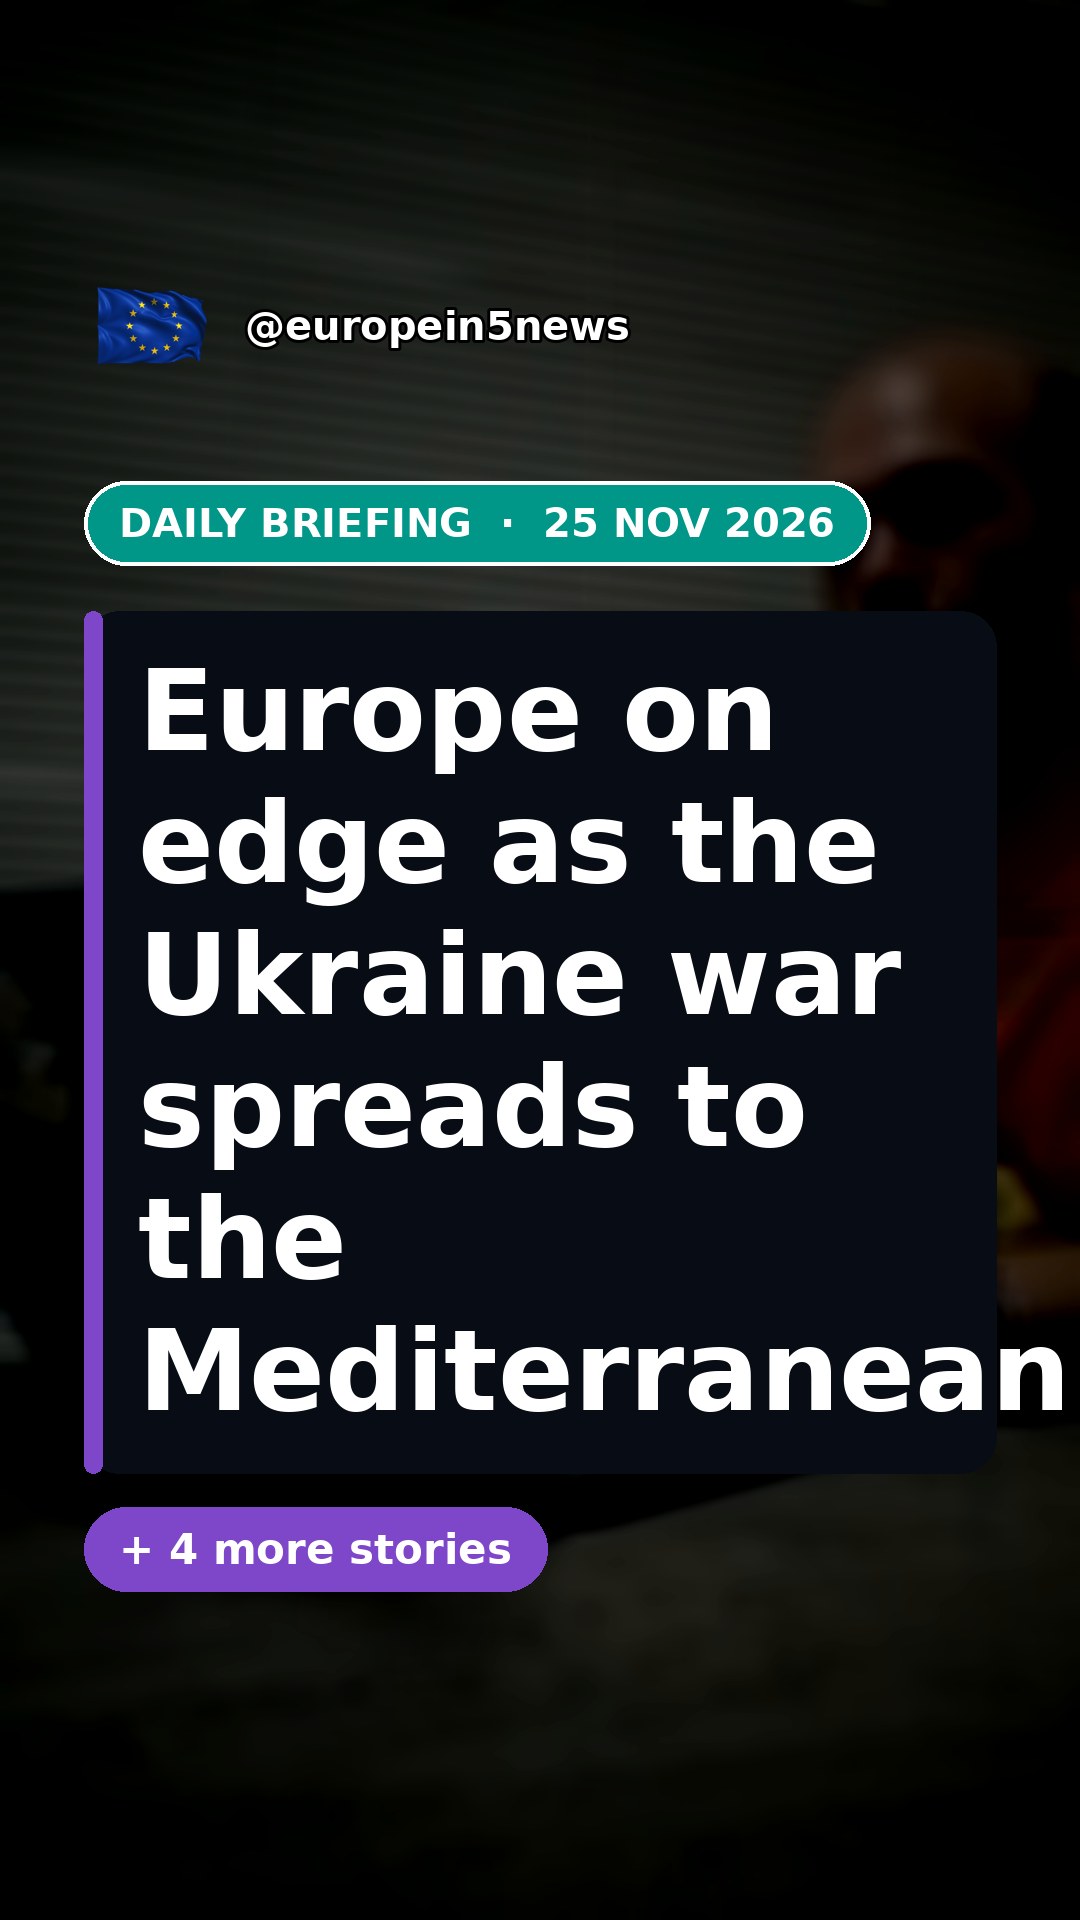 @europein5news
DAILY BRIEFING · 25 NOV 2026
Europe on
edge as the
Ukraine war
spreads to
the
Mediterranean
+ 4 more stories